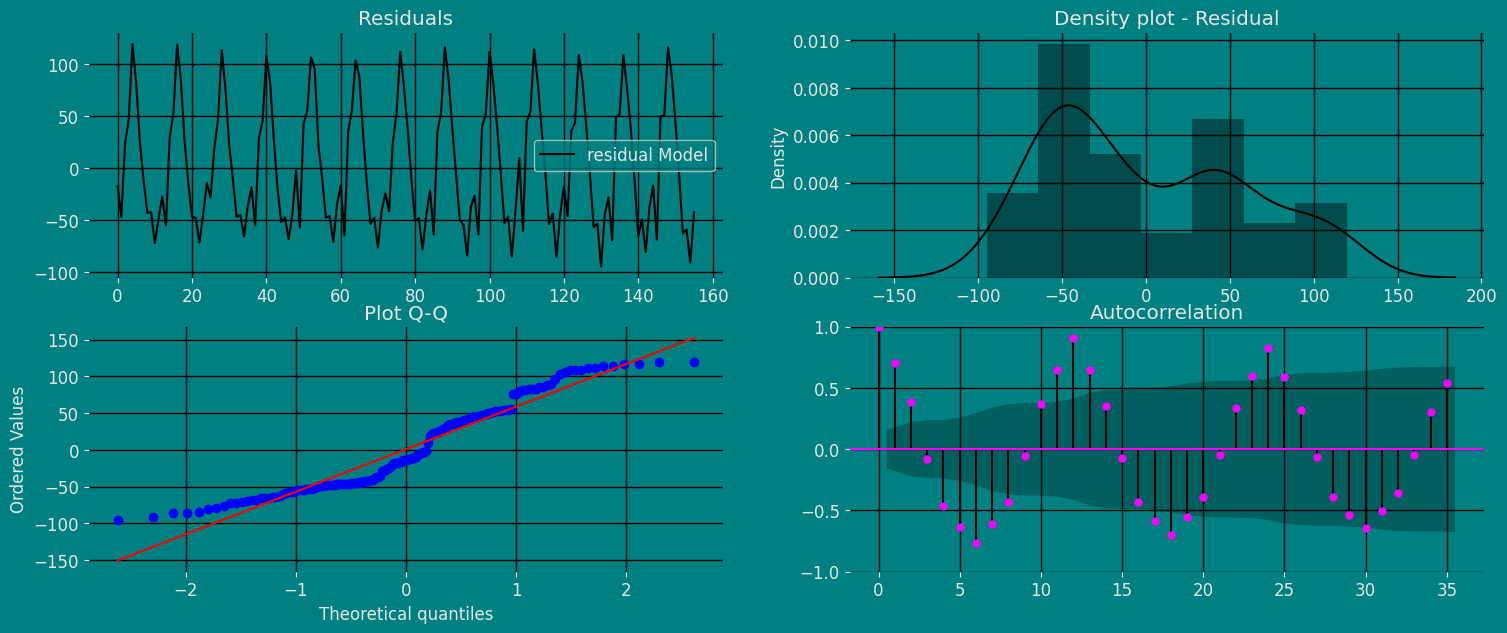 Residuals
100
50
0
−50
−100
residual Model
0 20 40 60 80 100 120 140 160
Density plot - Residual
Density
0.010
0.008
0.006
0.004
0.002
0.000
−150 −100 −50 0 50 100 150 200
Plot Q-Q
Ordered Values
150
100
50
0
−50
−100
−150
−2 −1 0 1 2
Theoretical quantiles
Autocorrelation
1.0
0.5
0.0
−0.5
−1.0
0 5 10 15 20 25 30 35